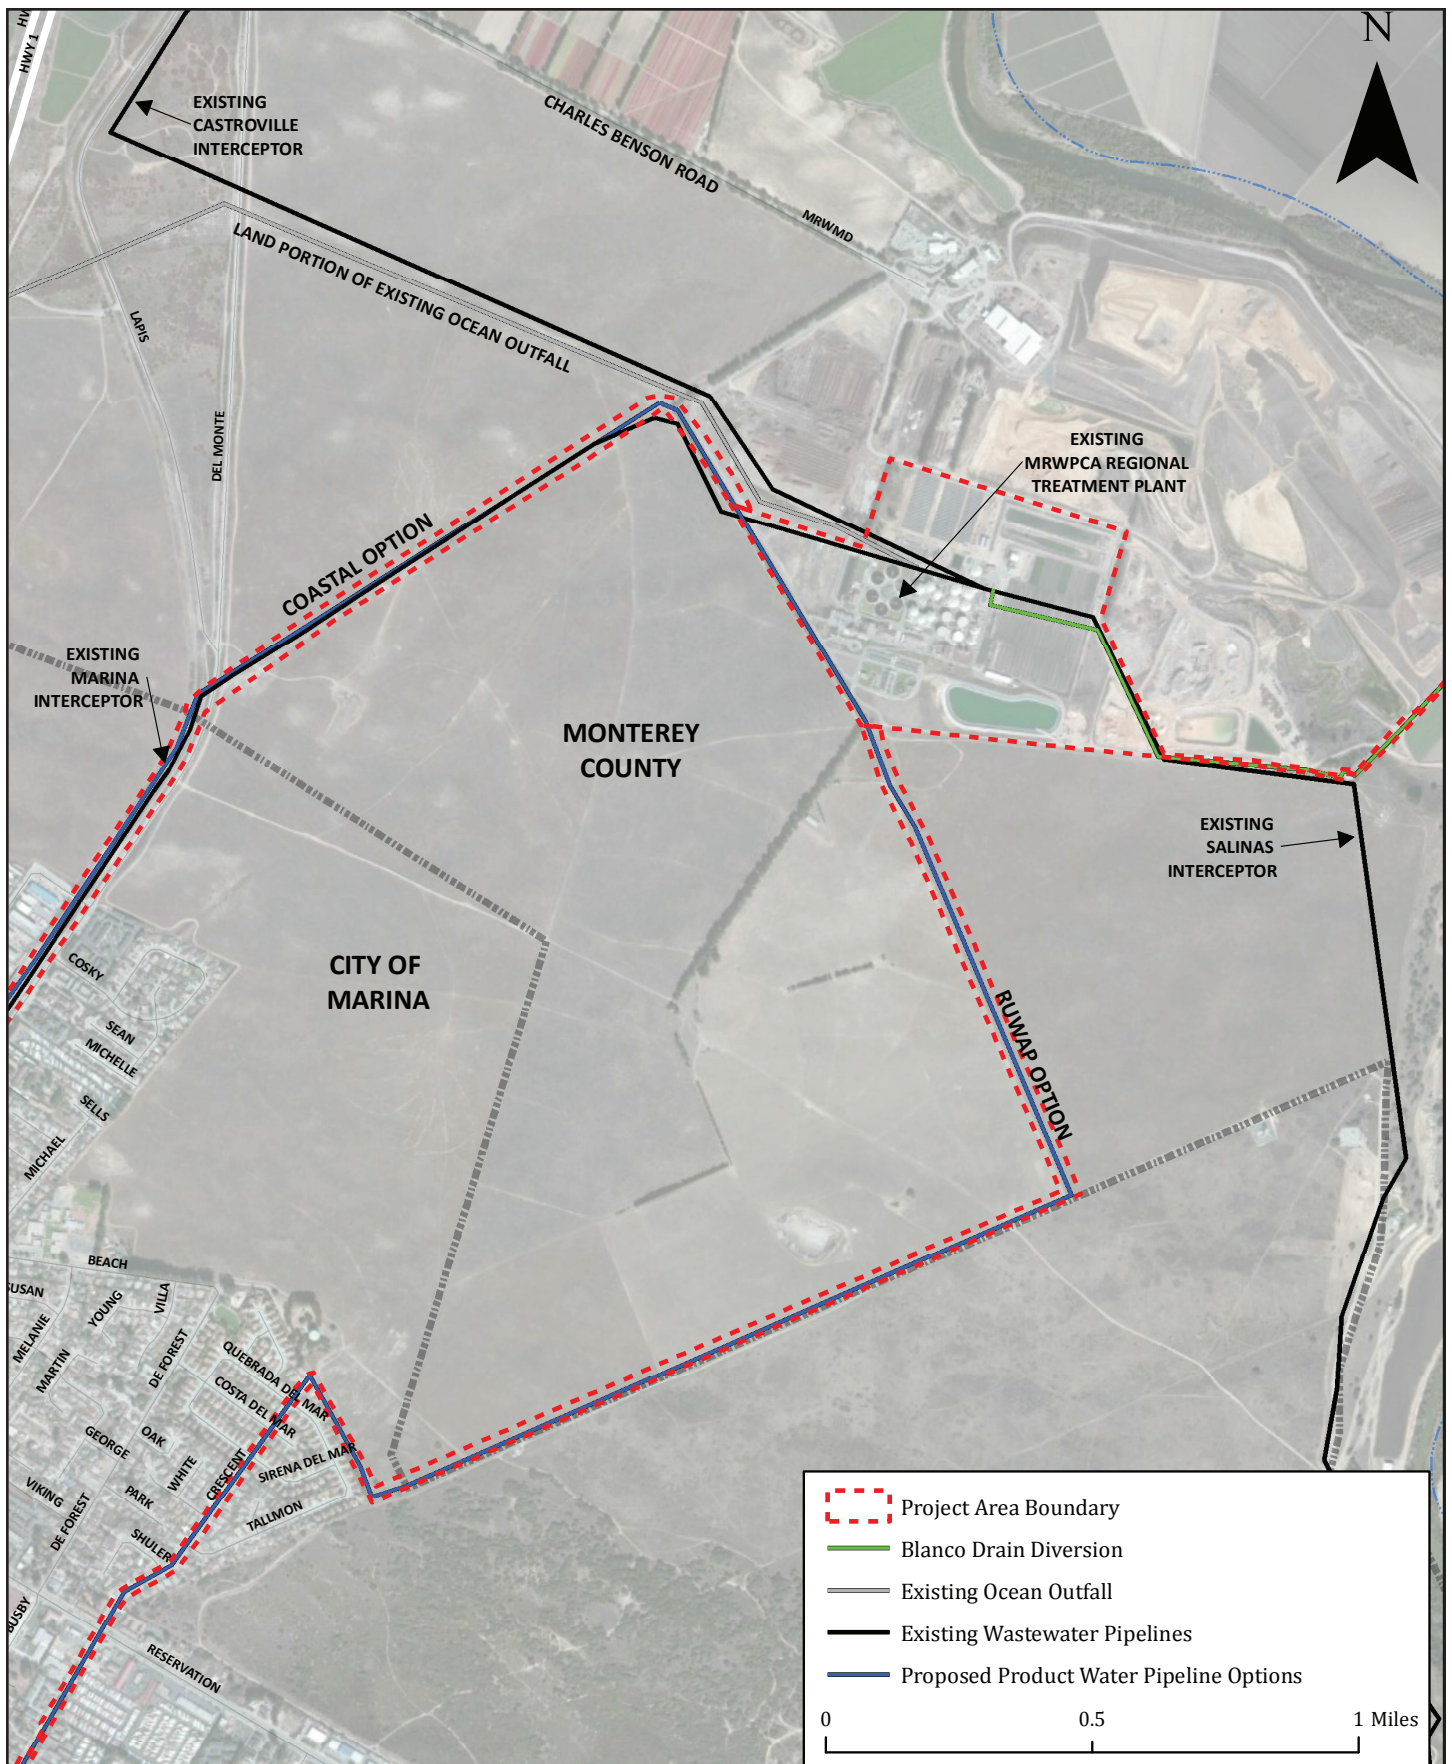 N
HWY 1
EXISTING
CASTROVILLE
INTERCEPTOR
CHARLES BENSON ROAD
MRWMD
LAND PORTION OF EXISTING OCEAN OUTFALL
LAPIS
DEL MONTE
EXISTING
MRWPCA REGIONAL
TREATMENT PLANT
COASTAL OPTION
EXISTING
MARINA
INTERCEPTOR
MONTEREY
COUNTY
EXISTING
SALINAS
INTERCEPTOR
CITY OF
MARINA
RUWAP OPTION
COSKY
SEAN
MICHELLE
SELLS
MICHAEL
BEACH
SUSAN
YOUNG
VILLA
MELANIE
MARTIN
DE FOREST
QUEBRADA DEL MAR
COSTA DEL MAR
OAK
GEORGE
WHITE
CRESCENT
SIRENA DEL MAR
VIKING
PARK
TALLMON
DE FOREST
SHULER
BUSBY
RESERVATION
Project Area Boundary
Blanco Drain Diversion
Existing Ocean Outfall
Existing Wastewater Pipelines
Proposed Product Water Pipeline Options
0 0.5 1 Miles